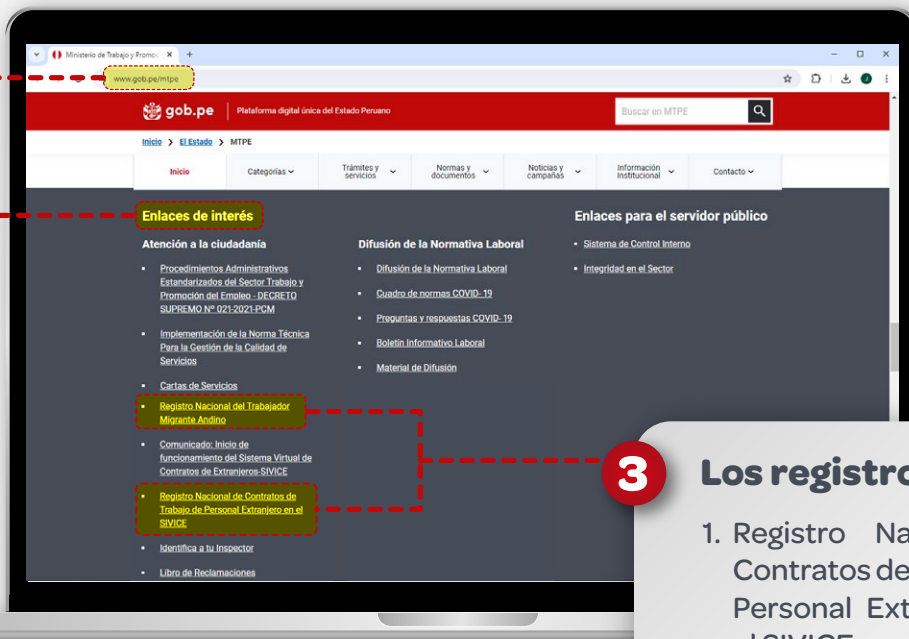 Ministerio de Trabajo y Promoc
www.gob.pe/mtpe
gob.pe
Plataforma digital única del Estado Peruano
Buscar en MTPE
Inicio > El Estado > MTPE
Inicio
Categorías
Trámites y
servicios
Normas y
documentos
Noticias y
campañas
Información
Institucional
Contacto
Enlaces de interés
Atención a la ciudadanía
Procedimientos Administrativos
Estandarizados del Sector Trabajo y
Promoción del Empleo - DECRETO
SUPREMO Nº 021-2021-PCM
Implementación de la Norma Técnica
Para la Gestión de la Calidad de
Servicios
Cartas de Servicios
Registro Nacional del Trabajador
Migrante Andino
Comunicado: Inicio de
funcionamiento del Sistema Virtual de
Contratos de Extranjeros-SIVICE
Registro Nacional de Contratos de
Trabajo de Personal Extranjero en el
SIVICE
Identifica a tu Inspector
Libro de Reclamaciones
Difusión de la Normativa Laboral
Difusión de la Normativa Laboral
Cuadro de normas COVID- 19
Preguntas y respuestas COVID- 19
Boletín Informativo Laboral
Material de Difusión
Enlaces para el servidor público
Sistema de Control Interno
Integridad en el Sector
3
Los registro
1. Registro Na
Contratos de
Personal Ext